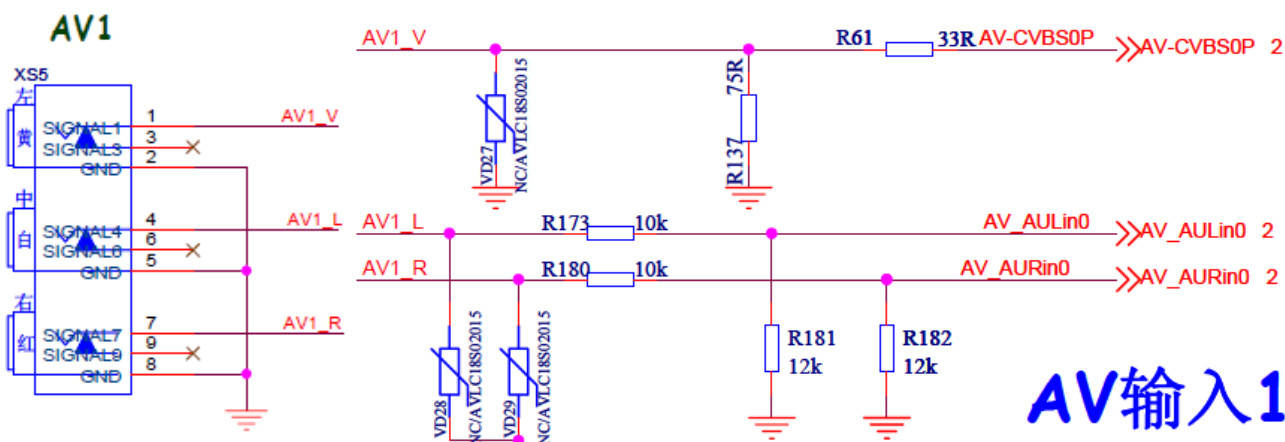 AV1
XS5
左
黄
SIGNAL1
1
AV1_V
SIGNAL3
3
GND
2
中
白
SIGNAL4
4
AV1_L
SIGNAL6
6
GND
5
右
红
SIGNAL7
7
AV1_R
SIGNAL9
9
GND
8
AV1_V
R61
33R
AV-CVBS0P
AV-CVBS0P 2
VD27
NC/AVLC18S02015
R137
75R
AV1_L
R173
10k
AV_AULin0
AV_AULin0 2
AV1_R
R180
10k
AV_AURin0
AV_AURin0 2
VD28
NC/AVLC18S02015
VD29
NC/AVLC18S02015
R181
12k
R182
12k
AV输入1